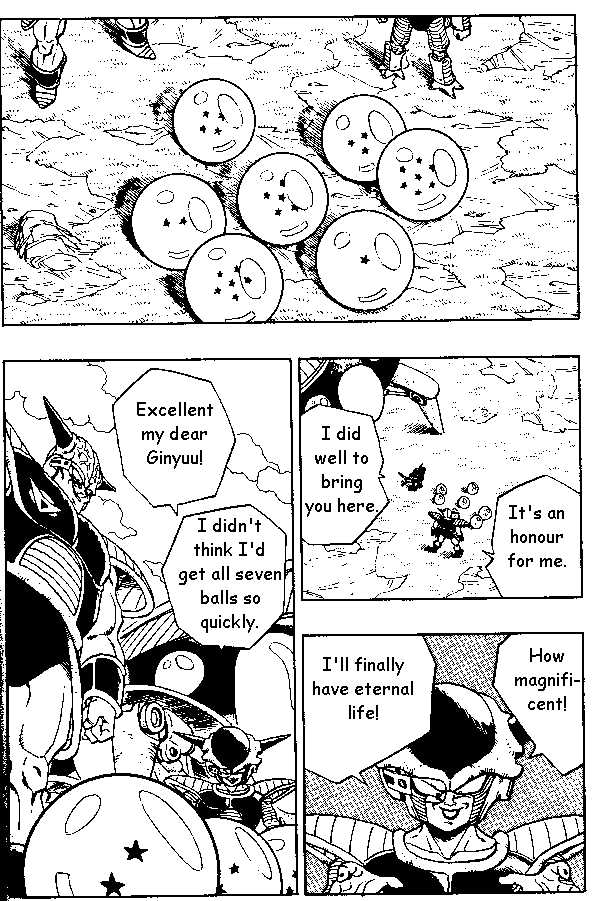 Excellent
my dear
Ginyuu!
I didn't
think I'd
get all seven
balls so
quickly.
I did
well to
bring
you here.
It's an
honour
for me.
I'll finally
have eternal
life!
How
magnifi-
cent!